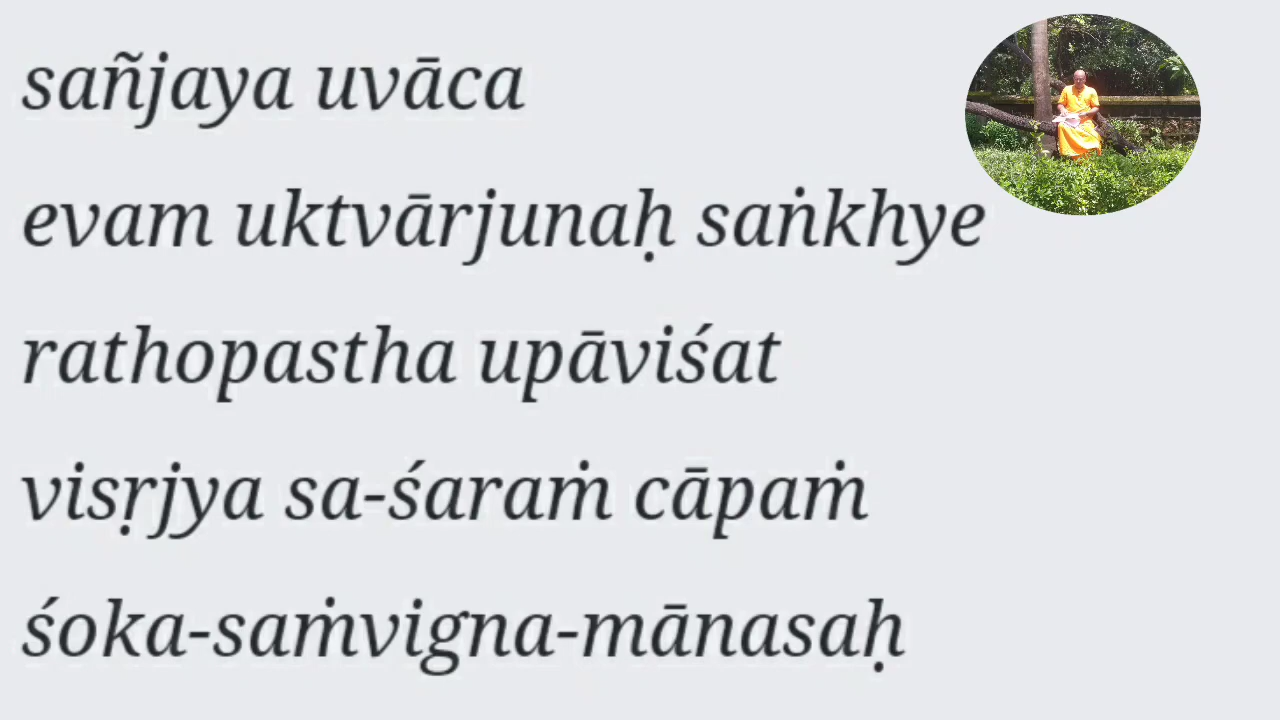 sañjaya uvāca
evam uktvārjunaḥ saṅkhye
rathopastha upāviśat
visṛjya sa-śaraṁ cāpaṁ
śoka-saṁvigna-mānasaḥ